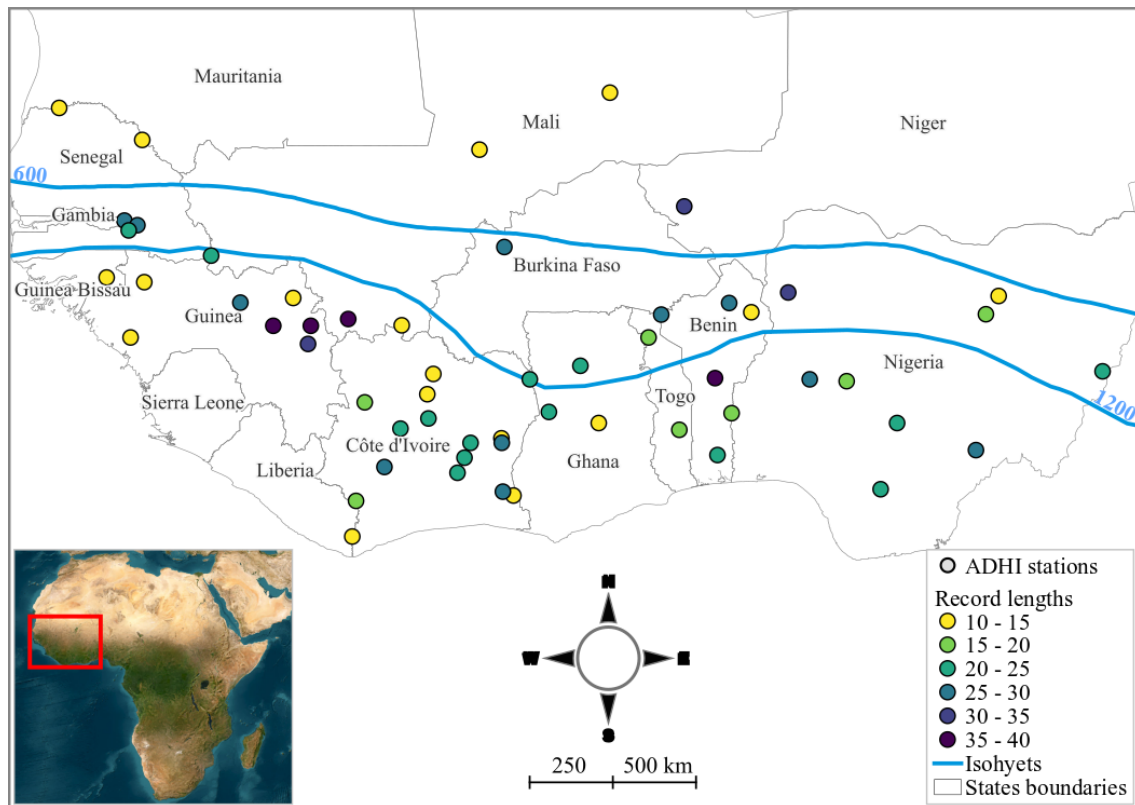 Mauritania
Mali
Niger
Senegal
600
Gambia
Burkina Faso
Guinea Bissau
Guinea
Benin
Nigeria
Sierra Leone
Togo
1200
Côte d'Ivoire
Liberia
Ghana
N
W
E
S
250
500 km
ADHI stations
Record lengths
10 - 15
15 - 20
20 - 25
25 - 30
30 - 35
35 - 40
Isohyets
States boundaries